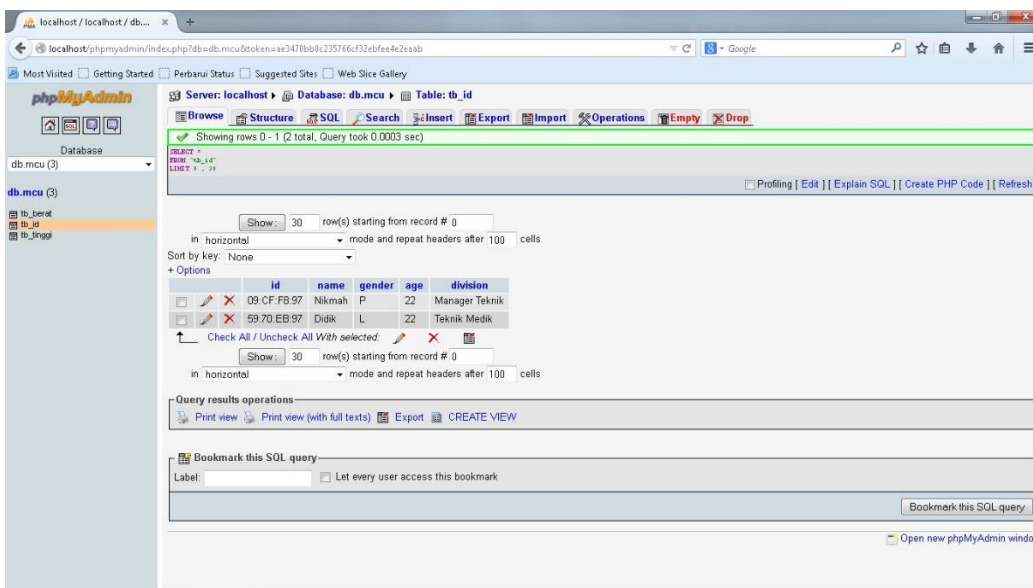 localhost / localhost / db....
localhost/phpmyadmin/index.php?db=db.mcu&token=ae3470bb0c235766cf32ebfee4e2eaab
Google
Most Visited Getting Started Perbarui Status Suggested Sites Web Slice Gallery
phpMyAdmin
Database
db.mcu (3)
db.mcu (3)
tb_berat
tb_id
tb_tinggi
Server: localhost Database: db.mcu Table: tb_id
Browse Structure SQL Search Insert Export Import Operations Empty Drop
Showing rows 0 - 1 (2 total, Query took 0.0003 sec)
SELECT *
FROM `tb_id`
LIMIT 0 , 30
Profiling [ Edit ] [ Explain SQL ] [ Create PHP Code ] [ Refresh
Show : 30 row(s) starting from record # 0
in horizontal mode and repeat headers after 100 cells
Sort by key: None
+ Options
id name gender age division
09:CF:F8:97 Nikmah P 22 Manager Teknik
59:70:EB:97 Didik L 22 Teknik Medik
Check All / Uncheck All With selected:
Show : 30 row(s) starting from record # 0
in horizontal mode and repeat headers after 100 cells
Query results operations
Print view Print view (with full texts) Export CREATE VIEW
Bookmark this SQL query
Label: Let every user access this bookmark
Bookmark this SQL query
Open new phpMyAdmin windo